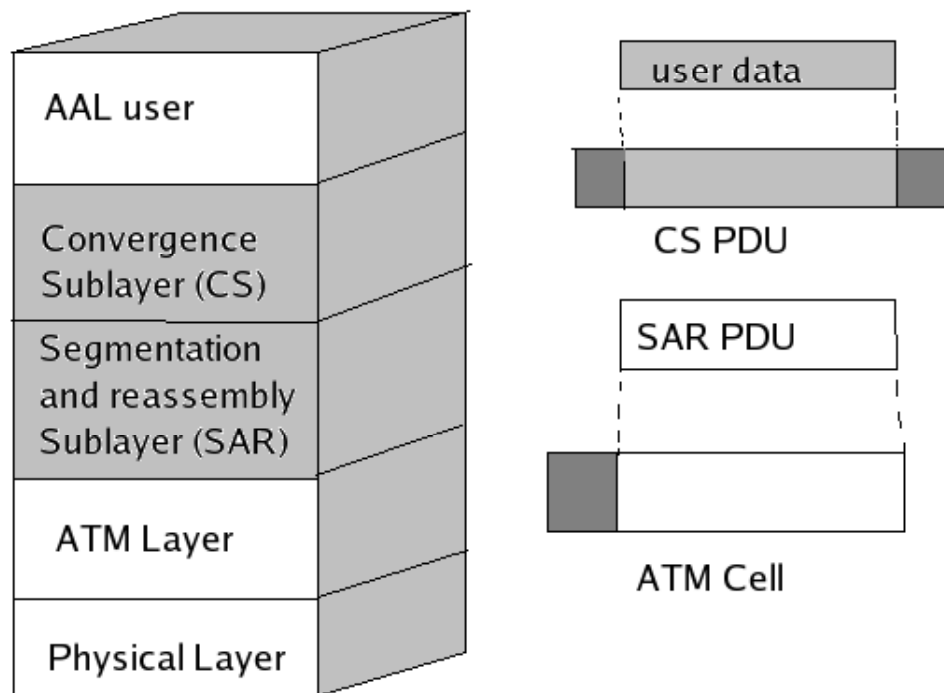 AAL user
Convergence
Sublayer (CS)
Segmentation
and reassembly
Sublayer (SAR)
ATM Layer
Physical Layer
user data
CS PDU
SAR PDU
ATM Cell